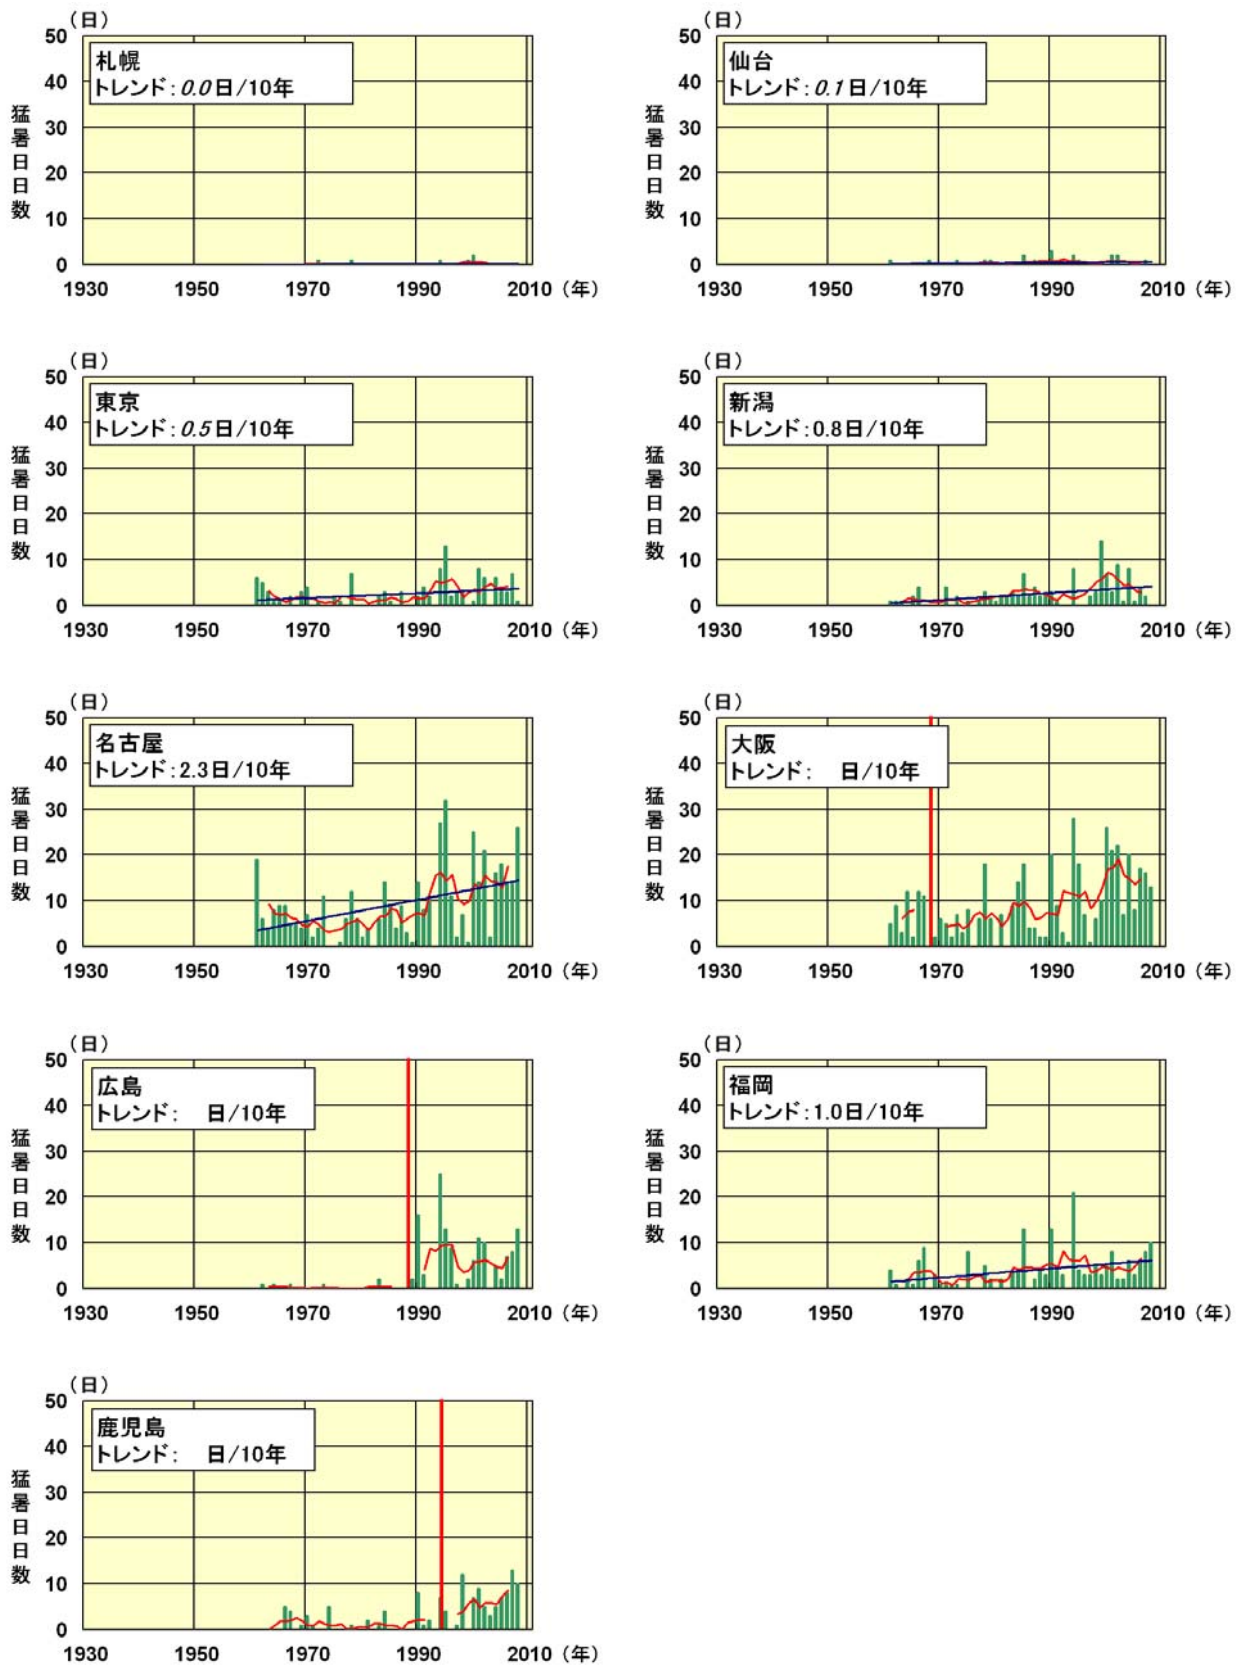 (日)
50
札幌
トレンド:0.0日/10年
40
30
20
10
0
猛暑日日数
1930 1950 1970 1990 2010 (年)
(日)
50
仙台
トレンド:0.1日/10年
40
30
20
10
0
猛暑日日数
1930 1950 1970 1990 2010 (年)
(日)
50
東京
トレンド:0.5日/10年
40
30
20
10
0
猛暑日日数
1930 1950 1970 1990 2010 (年)
(日)
50
新潟
トレンド:0.8日/10年
40
30
20
10
0
猛暑日日数
1930 1950 1970 1990 2010 (年)
(日)
50
名古屋
トレンド:2.3日/10年
40
30
20
10
0
猛暑日日数
1930 1950 1970 1990 2010 (年)
(日)
50
大阪
トレンド: 日/10年
40
30
20
10
0
猛暑日日数
1930 1950 1970 1990 2010 (年)
(日)
50
広島
トレンド: 日/10年
40
30
20
10
0
猛暑日日数
1930 1950 1970 1990 2010 (年)
(日)
50
福岡
トレンド:1.0日/10年
40
30
20
10
0
猛暑日日数
1930 1950 1970 1990 2010 (年)
(日)
50
鹿児島
トレンド: 日/10年
40
30
20
10
0
猛暑日日数
1930 1950 1970 1990 2010 (年)